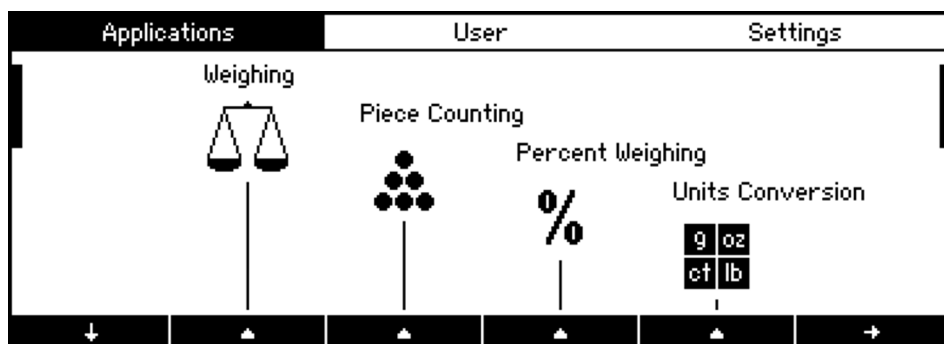 Applications User Settings
Weighing
Piece Counting
Percent Weighing
%
Units Conversion
g oz
ct lb